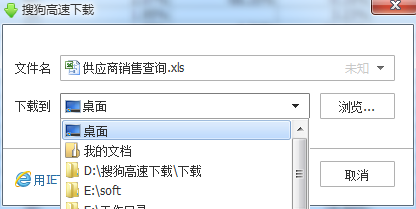 搜狗高速下载
文件名 供应商销售查询.xls 未知
下载到 桌面 浏览...
桌面
我的文档
D:\搜狗高速下载\下载
E:\soft
用IE 取消